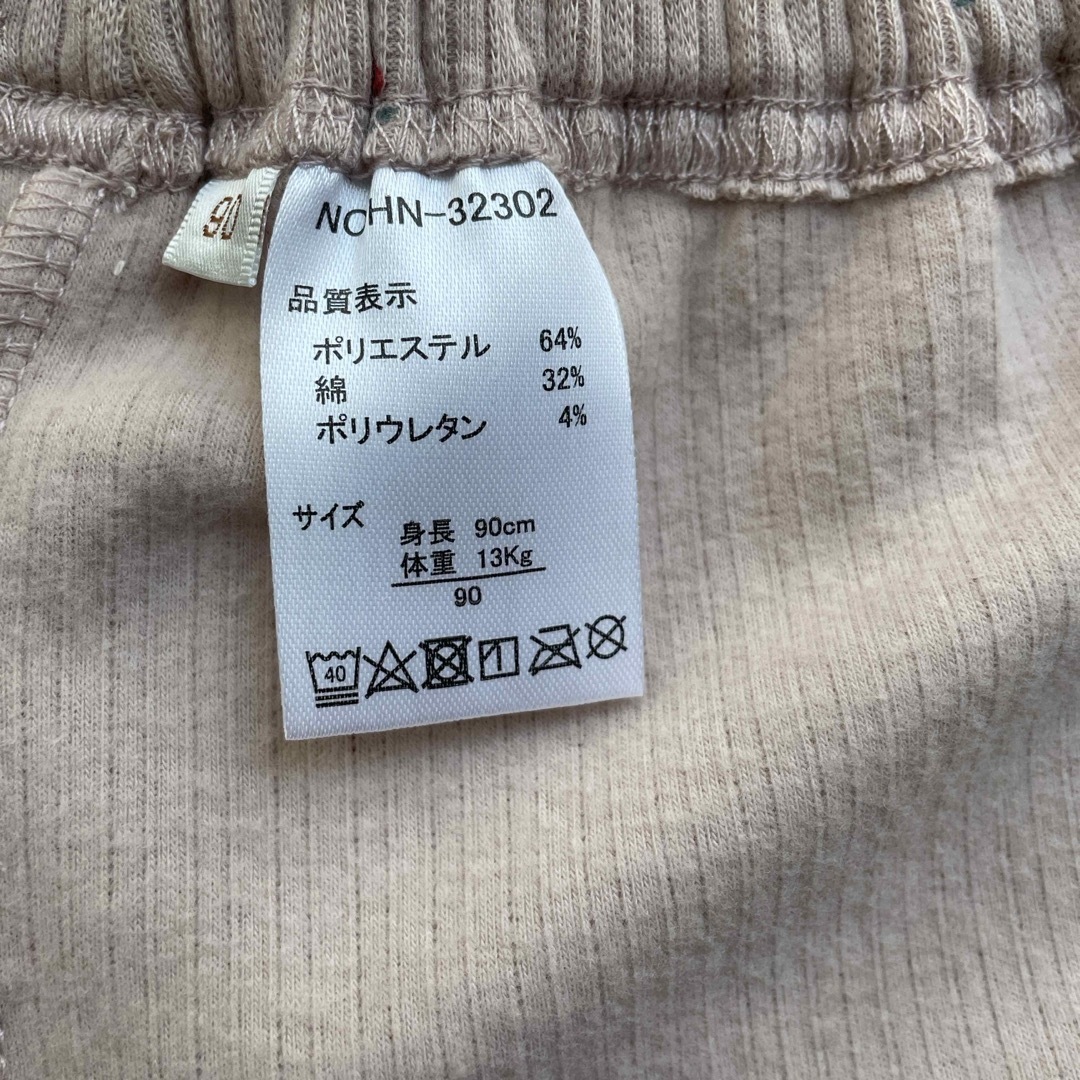 90
NOHN-32302
品質表示
ポリエステル 64%
綿 32%
ポリウレタン 4%
サイズ
身長 90cm
体重 13Kg
90
40